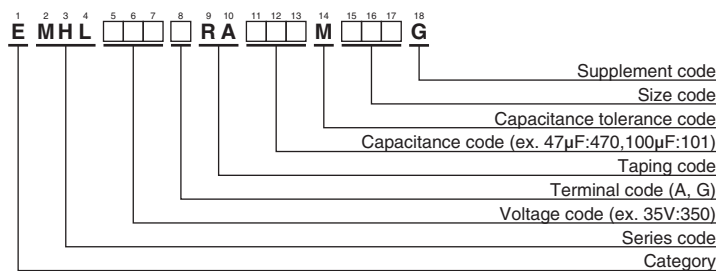 1 2 3 4 5 6 7 8 9 10 11 12 13 14 15 16 17 18
E M H L □□□ □ R A □□□ M □□□ G
Supplement code
Size code
Capacitance tolerance code
Capacitance code (ex. 47µF:470,100µF:101)
Taping code
Terminal code (A, G)
Voltage code (ex. 35V:350)
Series code
Category